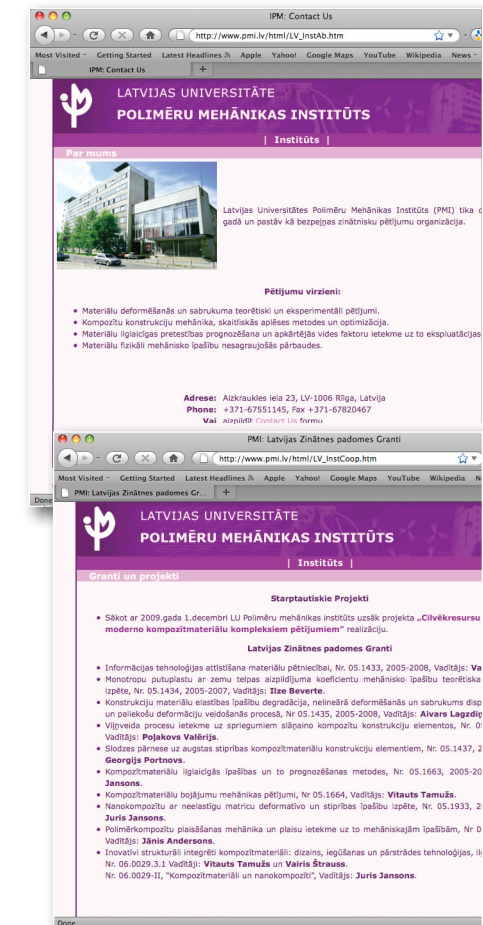 IPM: Contact Us
http://www.pmi.lv/html/LV_InstAb.htm
Most Visited Getting Started Latest Headlines Apple Yahoo! Google Maps YouTube Wikipedia News
IPM: Contact Us +
LATVIJAS UNIVERSITĀTE
POLIMĒRU MEHĀNIKAS INSTITŪTS
| Institūts |
Par mums
Latvijas Universitātes Polimēru Mehānikas Institūts (PMI) tika
gadā un pastāv kā bezpeļņas zinātnisku pētījumu organizācija.
Pētījumu virzieni:
• Materiālu deformēšanās un sabrukuma teorētiski un eksperimentāli pētījumi.
• Kompozītu konstrukciju mehānika, skaitliskās aplēses metodes un optimizācija.
• Materiālu ilglaicīgas pretestības prognozēšana un apkārtējās vides faktoru ietekme uz to ekspluatācijas
• Materiālu fizikāli mehānisko īpašību nesagraujošās pārbaudes.
Adrese: Aizkraukles iela 23, LV-1006 Rīga, Latvija
Phone: +371-67551145, Fax +371-67820467
Vai aizpildīt Contact Us formu
Done
PMI: Latvijas Zinātnes padomes Granti
http://www.pmi.lv/html/LV_InstCoop.htm
Most Visited Getting Started Latest Headlines Apple Yahoo! Google Maps YouTube Wikipedia
PMI: Latvijas Zinātnes padomes Gr... +
LATVIJAS UNIVERSITĀTE
POLIMĒRU MEHĀNIKAS INSTITŪTS
| Institūts |
Granti un projekti
Starptautiskie Projekti
• Sākot ar 2009.gada 1.decembri LU Polimēru mehānikas institūts uzsāk projekta „Cilvēkresursu
moderno kompozītmateriālu kompleksiem pētījumiem” realizāciju.
Latvijas Zinātnes padomes Granti
• Informācijas tehnoloģijas attīstīšana materiālu pētniecībai, Nr. 05.1433, 2005-2008, Vadītājs:
• Monotropu putuplastu ar zemu telpas aizpildījuma koeficientu mehānisko īpašību teorētiska
izpēte, Nr. 05.1434, 2005-2007, Vadītājs: Ilze Beverte.
• Konstrukciju materiālu elastības īpašību degradācija, nelineārā deformēšanās un sabrukums
un paliekošu deformāciju veidošanās procesā, Nr 05.1435, 2005-2008, Vadītājs: Aivars
• Viļņveida procesu ietekme uz spriegumiem slāņaino kompozītu konstrukciju elementos, Nr.
Vadītājs: Poļakovs Valērijs.
• Slodzes pārnese uz augstas stiprības kompozītmateriālu konstrukciju elementiem, Nr. 05.1437,
Georgijs Portnovs.
• Kompozītmateriālu ilglaicīgās īpašības un to prognozēšanas metodes, Nr. 05.1663,
Jansons.
• Kompozītmateriālu bojājumu mehānikas pētījumi, Nr 05.1664, Vadītājs: Vitauts Tamužs.
• Nanokompozītu ar neelastīgu matricu deformatīvo un stiprības īpašību izpēte, Nr. 05.1933,
Juris Jansons.
• Polimērkompozītu plaisāšanas mehānika un plaisu ietekme uz to mehāniskajām īpašībām, Nr
Vadītājs: Jānis Andersons.
• Inovatīvi strukturāli integrēti kompozītmateriāli: dizains, iegūšanas un pārstrādes tehnoloģijas,
Nr. 06.0029.3.1 Vadītāji: Vitauts Tamužs un Vairis Štrauss.
Nr. 06.0029-II, "Kompozītmateriāli un nanokompozīti", Vadītājs: Juris Jansons.
Done